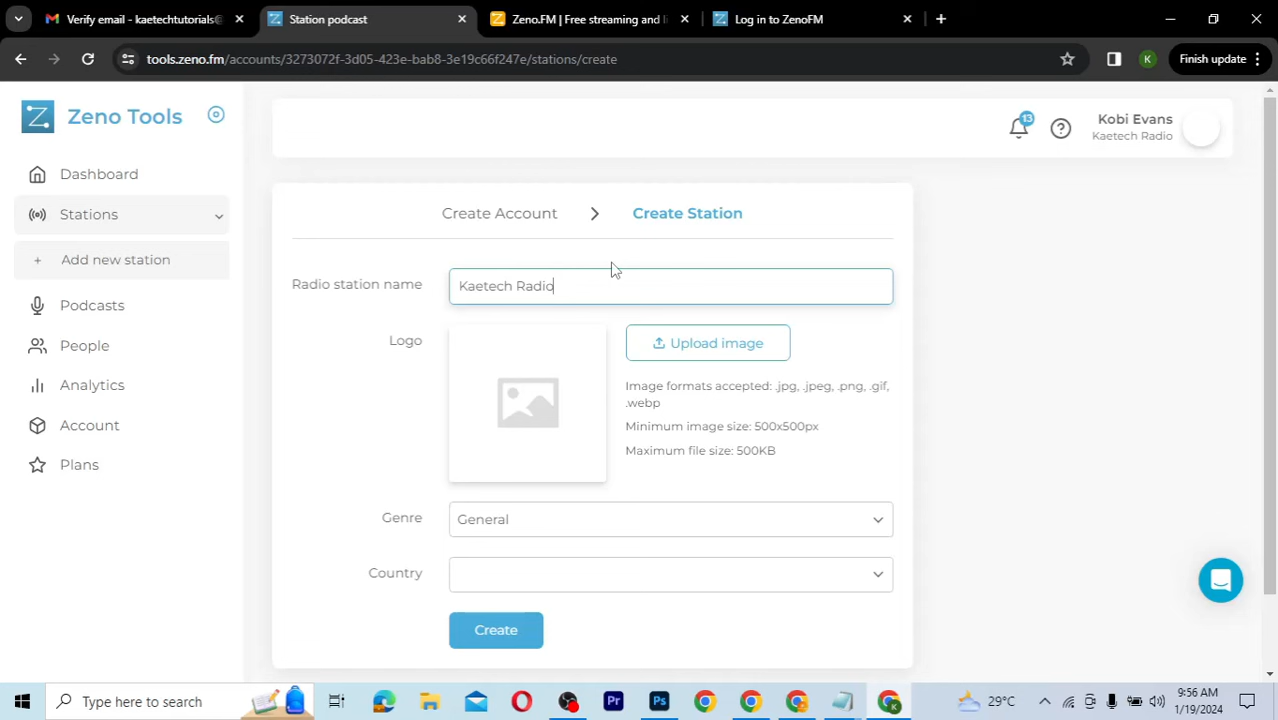 Verify email - kaetechtutorials@
Station podcast
Zeno.FM | Free streaming and li
Log in to ZenoFM
tools.zeno.fm/accounts/3273072f-3d05-423e-bab8-3e19c66f247e/stations/create
K
Finish update
Zeno Tools
13
Kobi Evans
Kaetech Radio
Dashboard
Stations
Add new station
Podcasts
People
Analytics
Account
Plans
Create Account
Create Station
Radio station name
Kaetech Radio
Logo
Upload image
Image formats accepted: .jpg, .jpeg, .png, .gif,
.webp
Minimum image size: 500x500px
Maximum file size: 500KB
Genre
General
Country
Create
Type here to search
Pr
Ps
29°C
9:56 AM
1/19/2024